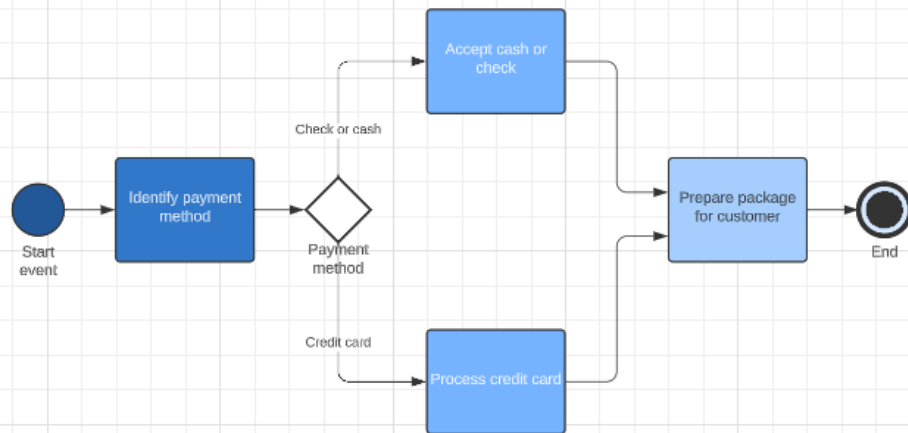 Accept cash or
check
Check or cash
Identify payment
method
Prepare package
for customer
Start
event
Payment
method
End
Credit card
Process credit card